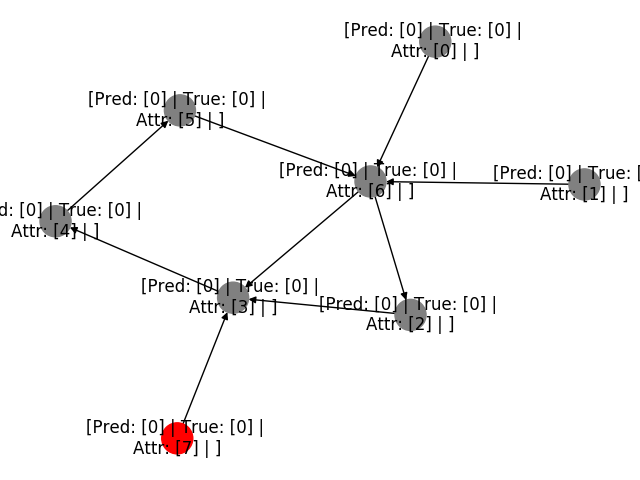 [Pred: [0] | True: [0] |
Attr: [0] | ]
[Pred: [0] | True: [0] |
Attr: [5] | ]
[Pred: [0] | True: [0] |
Attr: [6] | ]
[Pred: [0] | True: [
Attr: [1] | ]
d: [0] | True: [0] |
Attr: [4] | ]
[Pred: [0] | True: [0] |
Attr: [3] | ]
[Pred: [0] | True: [0] |
Attr: [2] | ]
[Pred: [0] | True: [0] |
Attr: [7] | ]